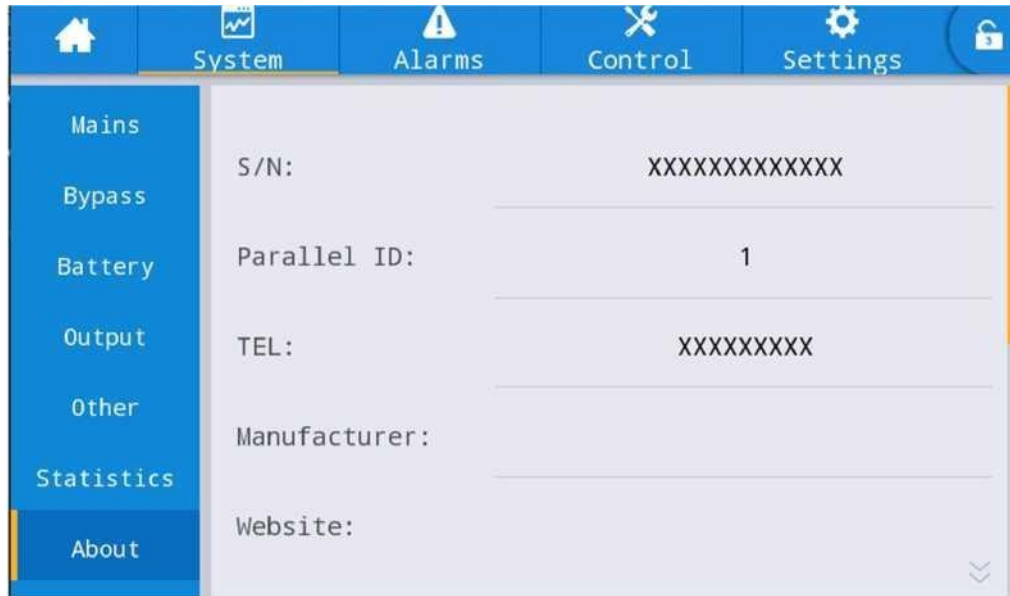 System
Alarms
Control
Settings
3
Mains
Bypass
Battery
Output
Other
Statistics
About
S/N:
XXXXXXXXXXXXX
Parallel ID:
1
TEL:
XXXXXXXXX
Manufacturer:
Website: